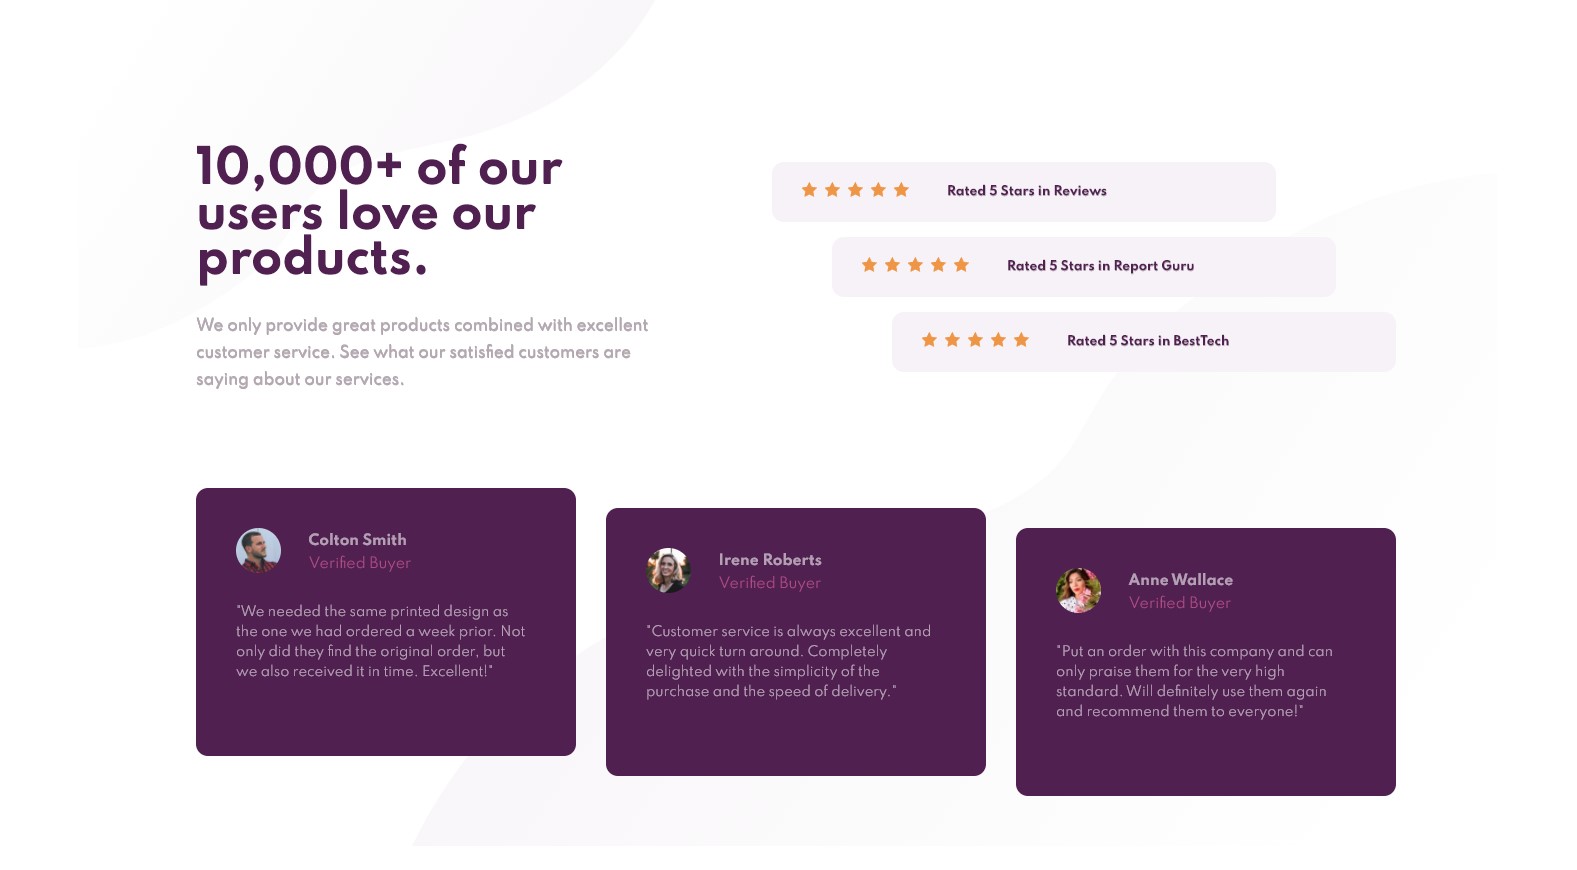 10,000+ of our
users love our
products.
We only provide great products combined with excellent
customer service. See what our satisfied customers are
saying about our services.
Rated 5 Stars in Reviews
Rated 5 Stars in Report Guru
Rated 5 Stars in BestTech
Colton Smith
Verified Buyer
"We needed the same printed design as
the one we had ordered a week prior. Not
only did they find the original order, but
we also received it in time. Excellent!"
Irene Roberts
Verified Buyer
"Customer service is always excellent and
very quick turn around. Completely
delighted with the simplicity of the
purchase and the speed of delivery."
Anne Wallace
Verified Buyer
"Put an order with this company and can
only praise them for the very high
standard. Will definitely use them again
and recommend them to everyone!"